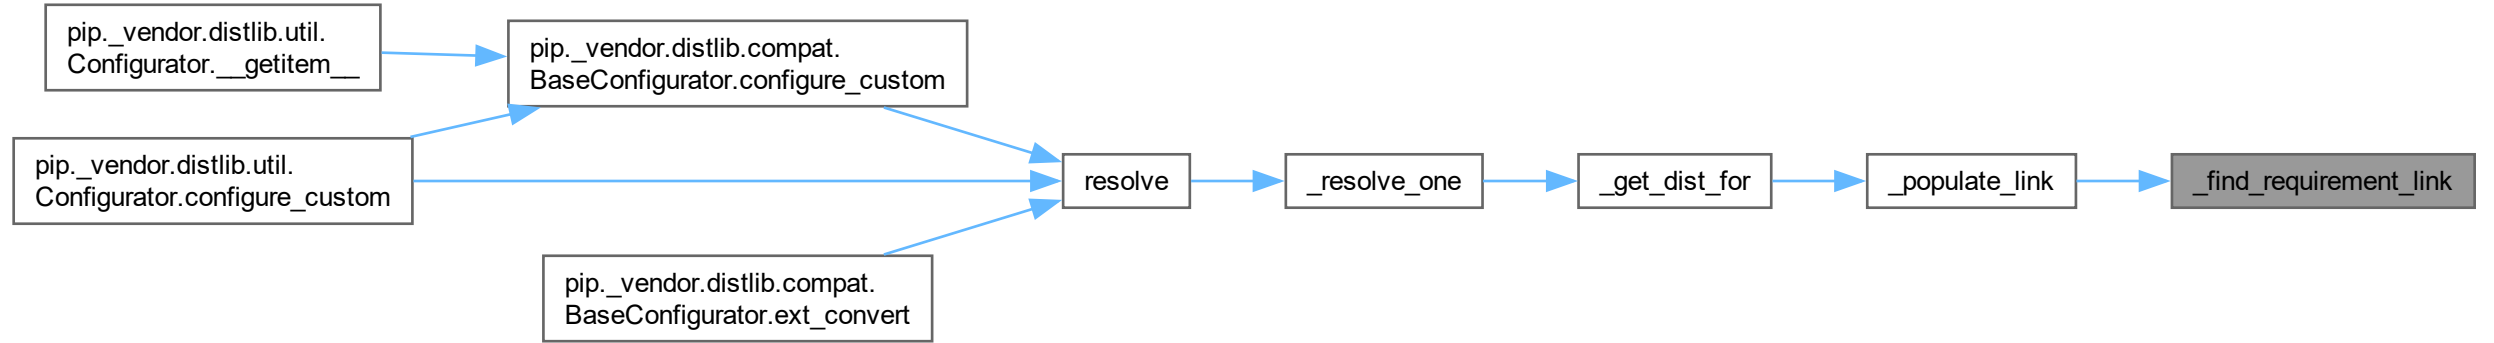 pip._vendor.distlib.util.
Configurator.__getitem__
pip._vendor.distlib.compat.
BaseConfigurator.configure_custom
pip._vendor.distlib.util.
Configurator.configure_custom
resolve
_resolve_one
_get_dist_for
_populate_link
_find_requirement_link
pip._vendor.distlib.compat.
BaseConfigurator.ext_convert